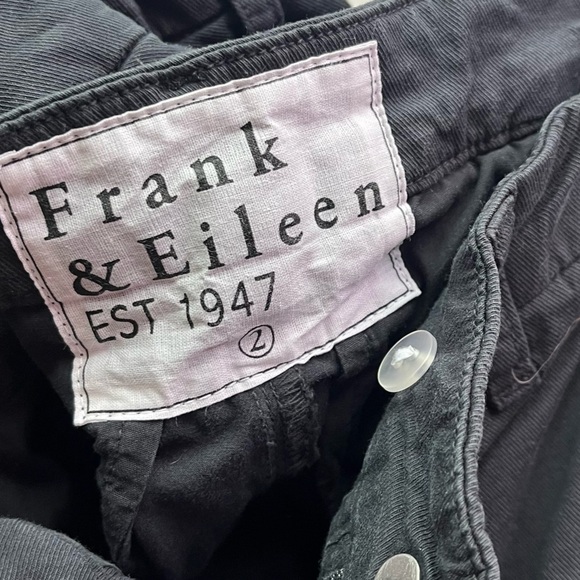 Frank
& Eileen
EST 1947
2